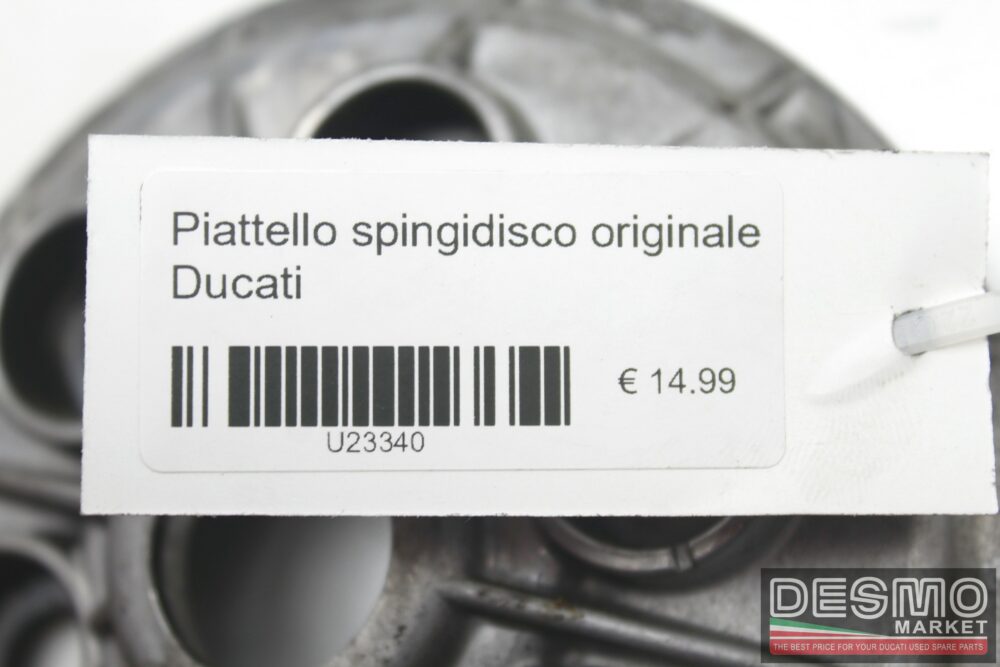 Piattello spingidisco originale
Ducati
€ 14.99
U23340
DESMO
MARKET
THE BEST PRICE FOR YOUR DUCATI USED SPARE PARTS